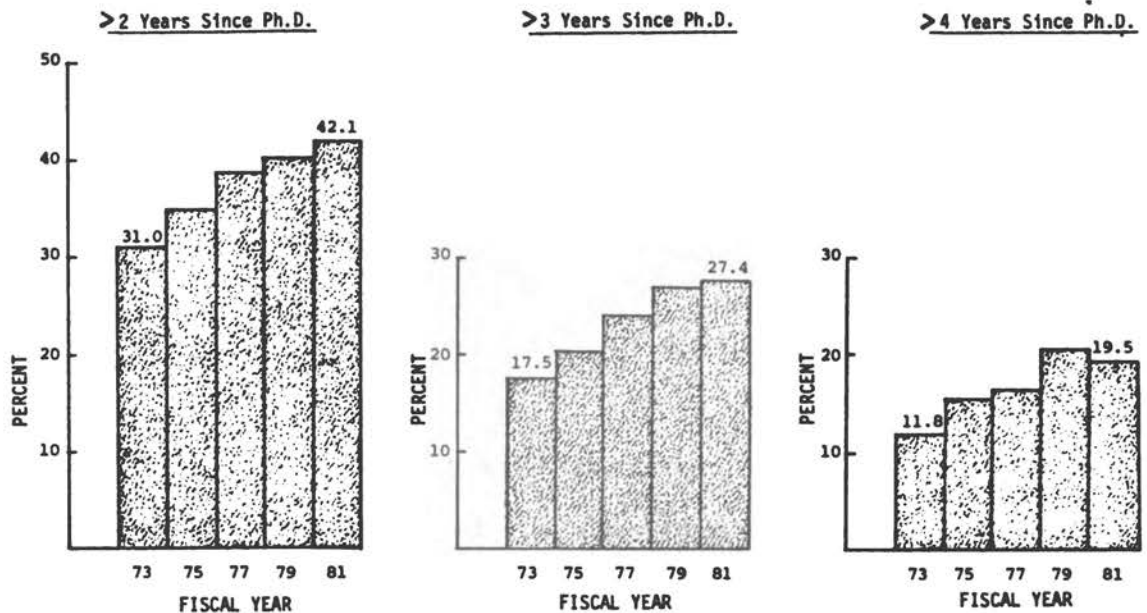 >2 Years Since Ph.D.
50
40
30
20
10
PERCENT
31.0
42.1
73 75 77 79 81
FISCAL YEAR
>3 Years Since Ph.D.
30
20
10
PERCENT
17.5
27.4
73 75 77 79 81
FISCAL YEAR
>4 Years Since Ph.D.
30
20
10
PERCENT
11.8
19.5
73 75 77 79 81
FISCAL YEAR